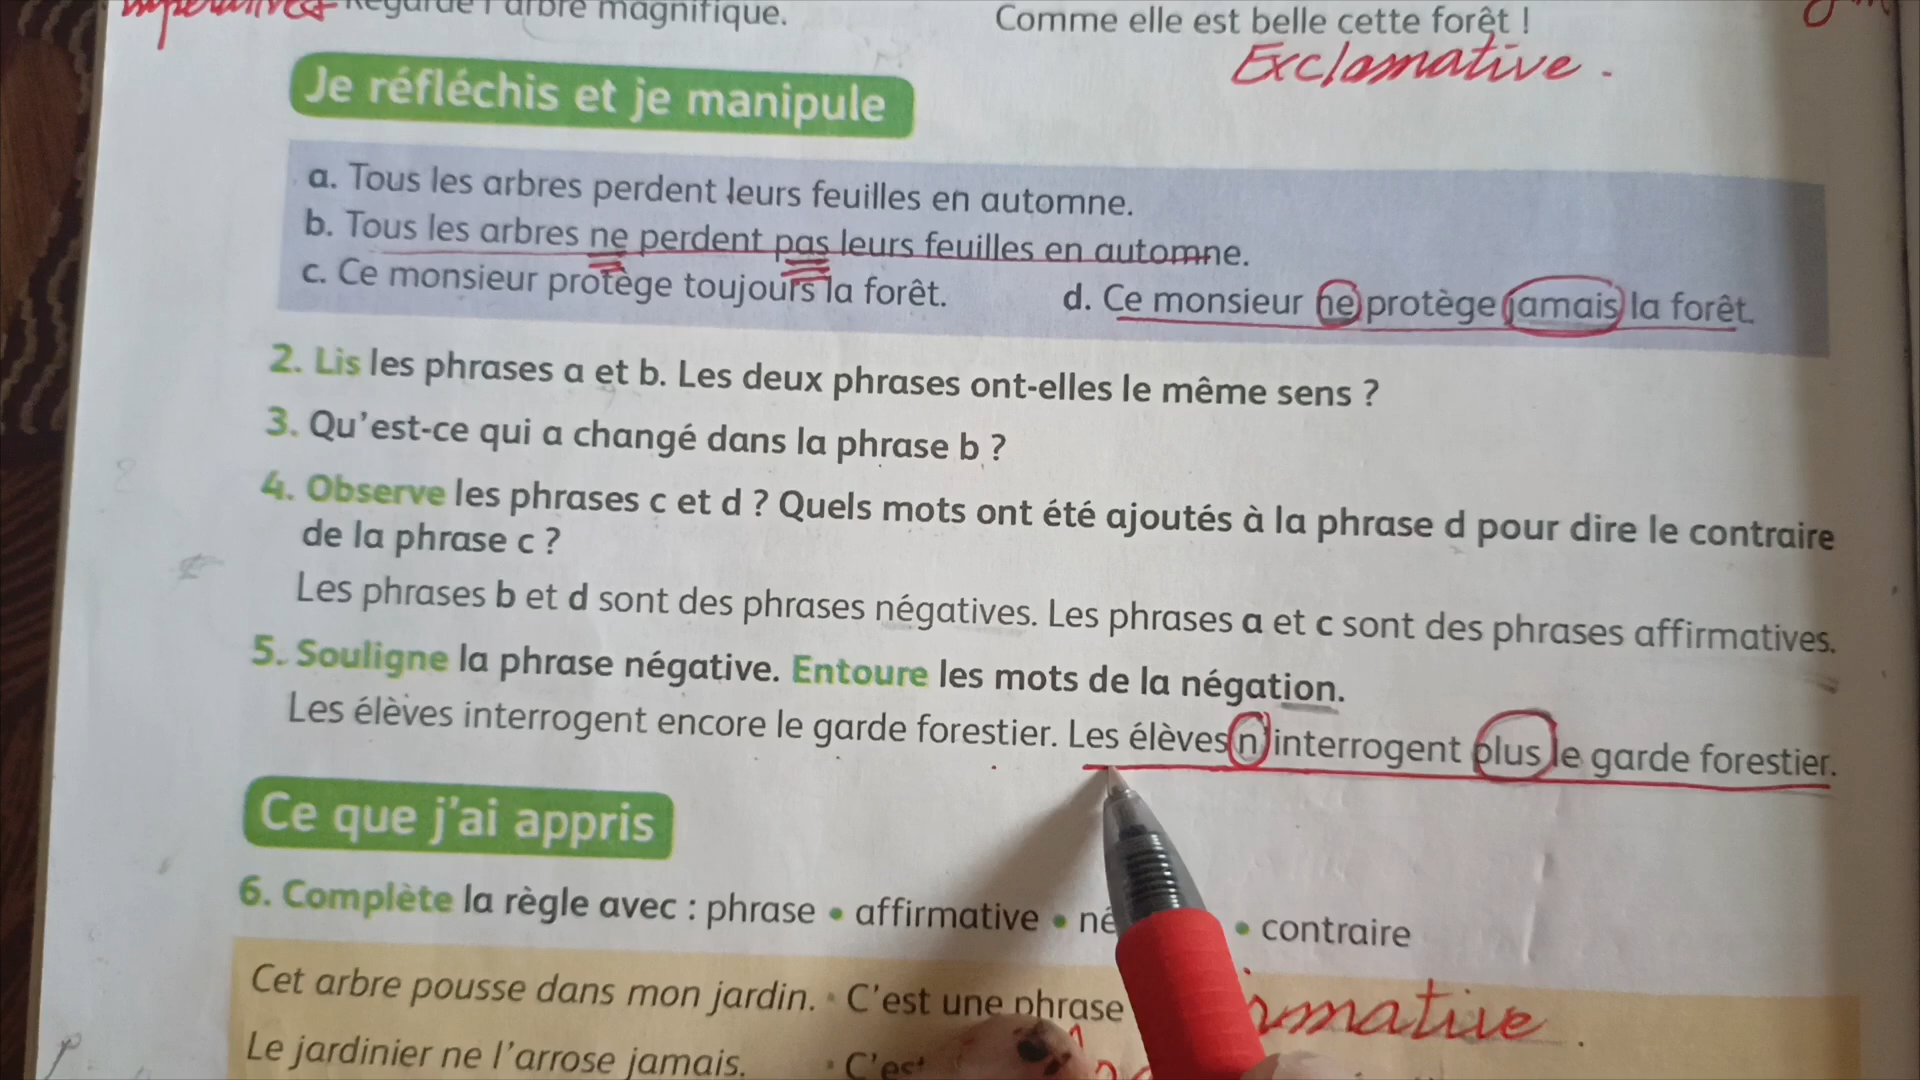 Regarde l'arbre magnifique. Comme elle est belle cette forêt !
Exclamative.
Je réfléchis et je manipule
a. Tous les arbres perdent leurs feuilles en automne.
b. Tous les arbres ne perdent pas leurs feuilles en automne.
c. Ce monsieur protège toujours la forêt. d. Ce monsieur ne protège jamais la forêt.
2. Lis les phrases a et b. Les deux phrases ont-elles le même sens ?
3. Qu'est-ce qui a changé dans la phrase b ?
4. Observe les phrases c et d ? Quels mots ont été ajoutés à la phrase d pour dire le contraire
de la phrase c ?
Les phrases b et d sont des phrases négatives. Les phrases a et c sont des phrases affirmatives.
5. Souligne la phrase négative. Entoure les mots de la négation.
Les élèves interrogent encore le garde forestier. Les élèves n'interrogent plus le garde forestier.
Ce que j'ai appris
6. Complète la règle avec : phrase • affirmative • né • contraire
Cet arbre pousse dans mon jardin. • C'est une phrase rmative.
Le jardinier ne l'arrose jamais. • C'est